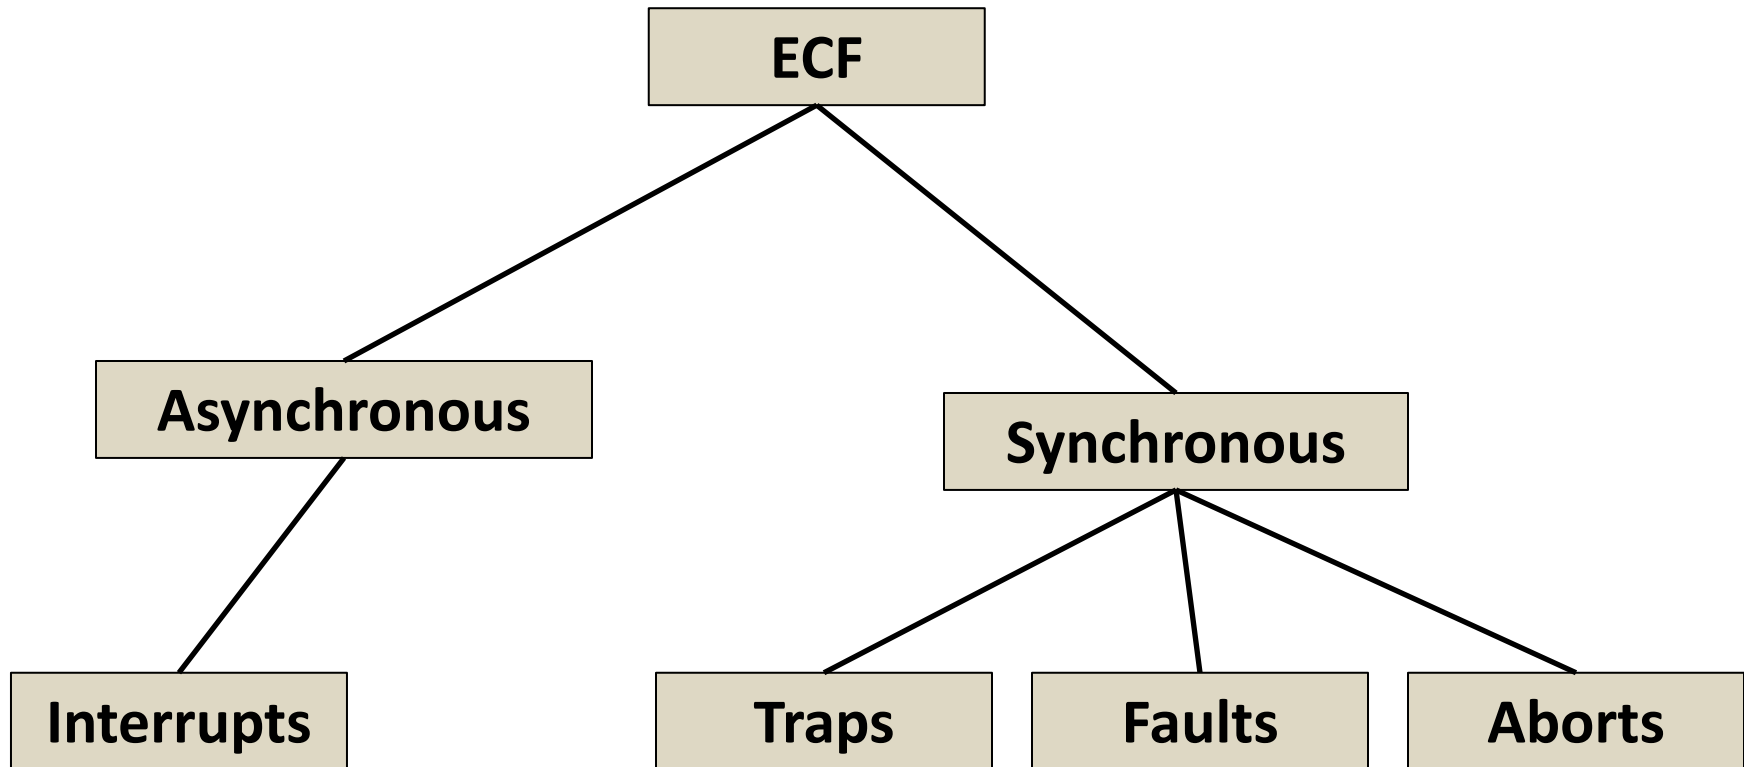 ECF
Asynchronous
Synchronous
Interrupts
Traps
Faults
Aborts